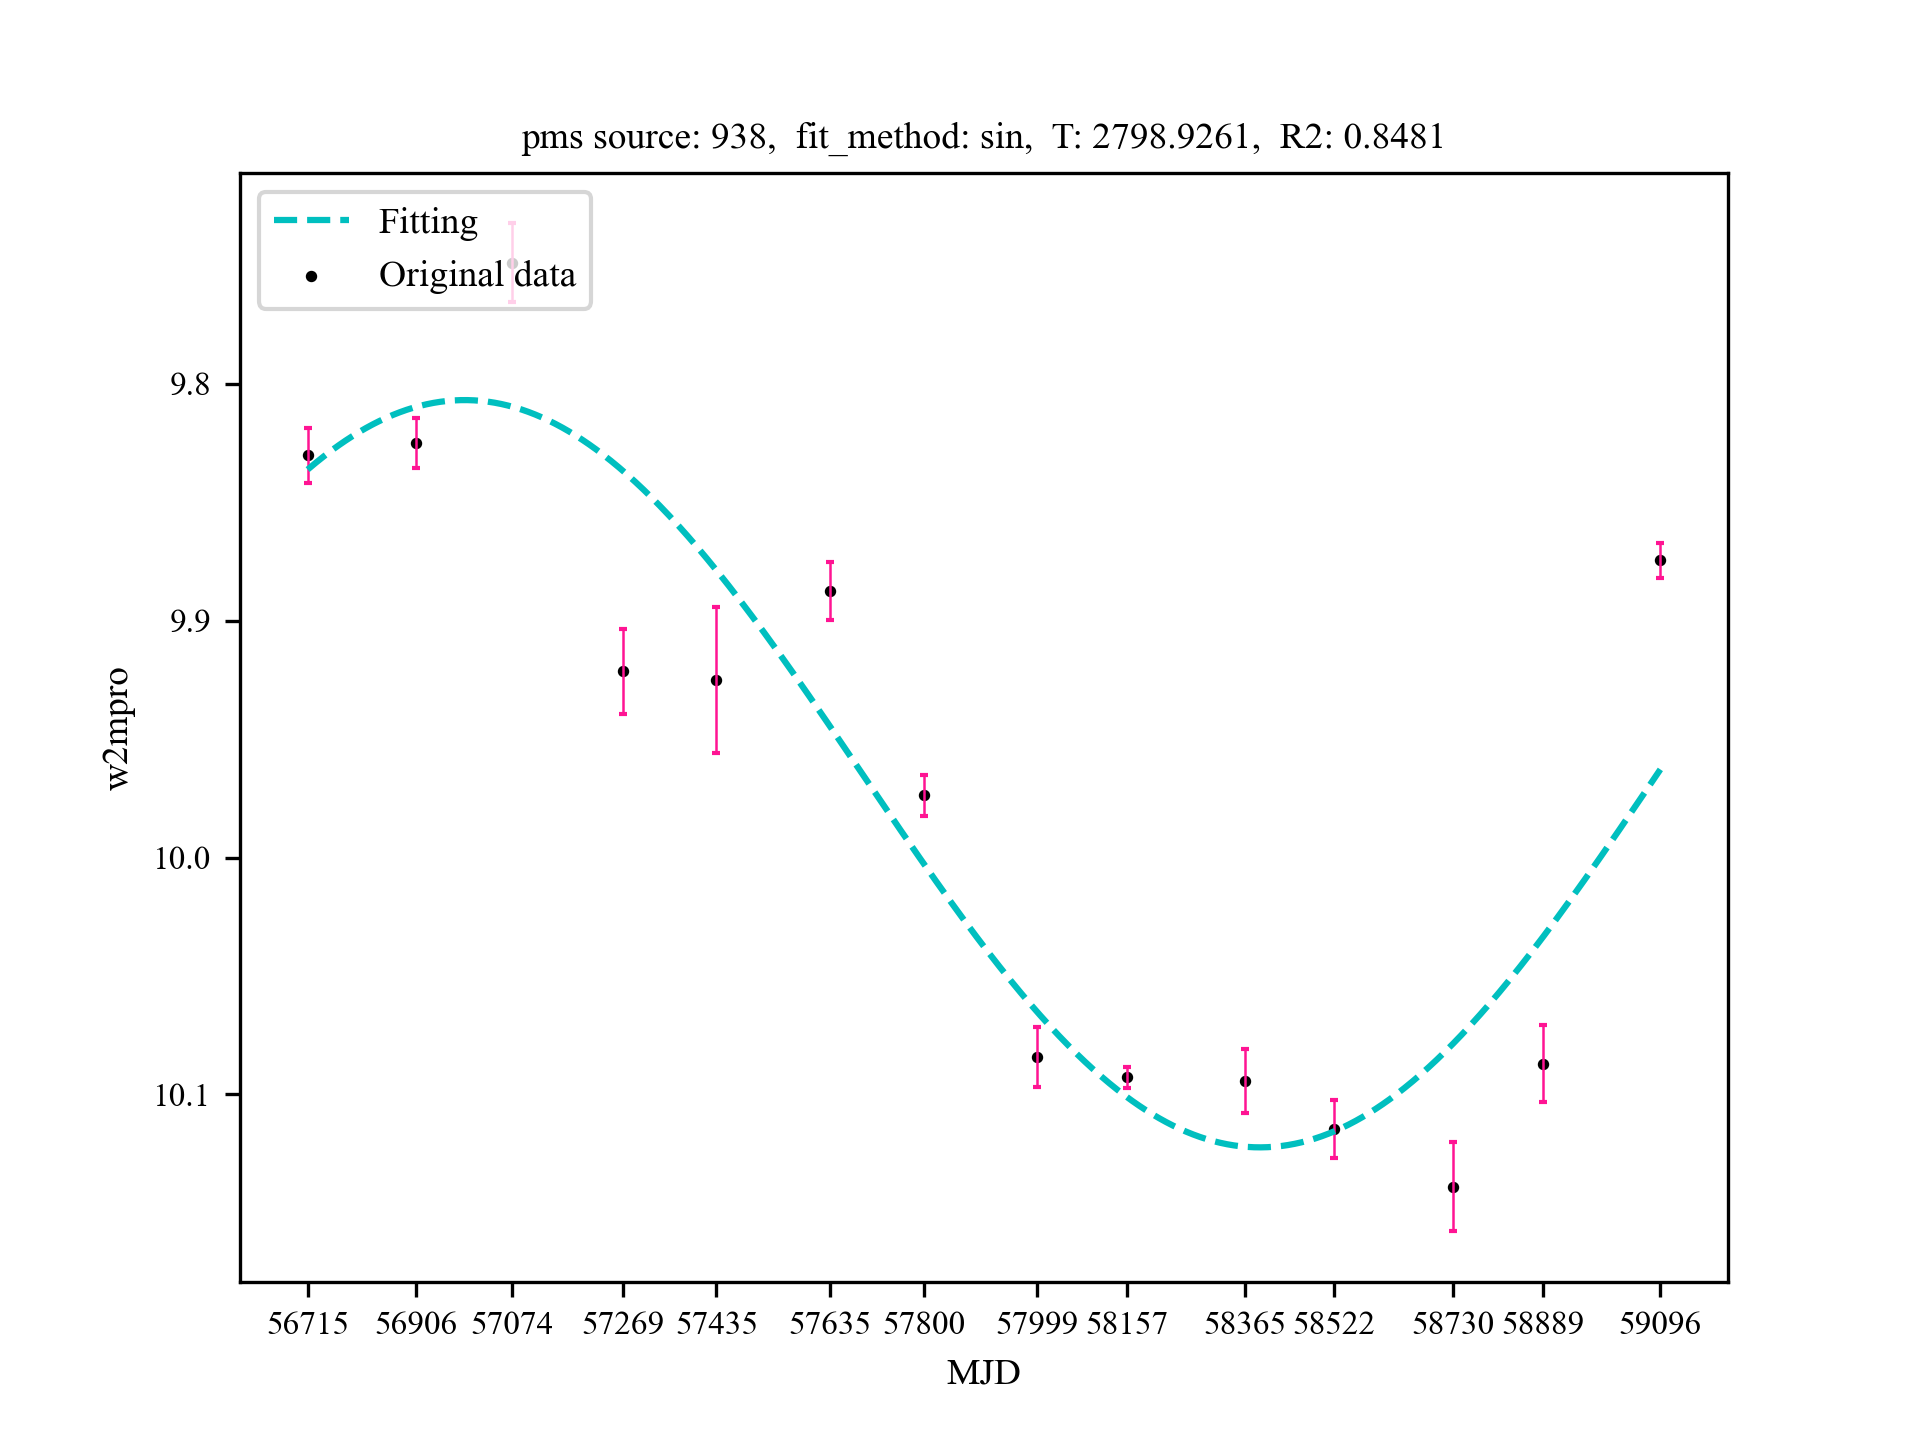 pms source: 938,  fit_method: sin,  T: 2798.9261,  R2: 0.8481
Fitting
Original data
9.8
9.9
10.0
10.1
w2mpro
56715 56906 57074 57269 57435 57635 57800 57999 58157 58365 58522 58730 58889 59096
MJD